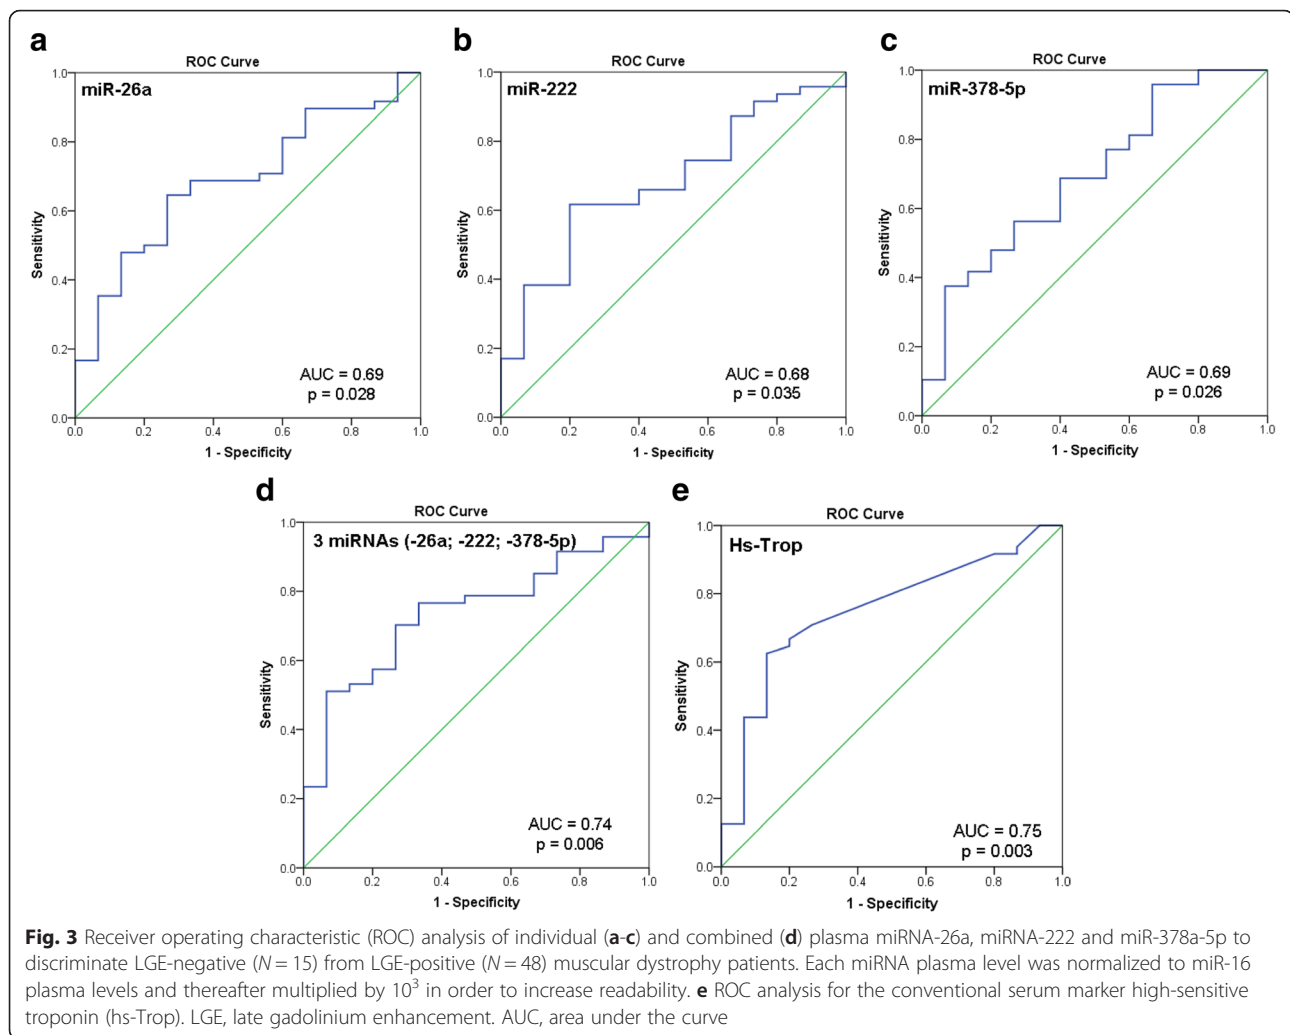 a
ROC Curve
miR-26a
1.0
0.8
0.6
0.4
0.2
0.0
Sensitivity
AUC = 0.69
p = 0.028
0.0 0.2 0.4 0.6 0.8 1.0
1 - Specificity
b
ROC Curve
miR-222
1.0
0.8
0.6
0.4
0.2
0.0
Sensitivity
AUC = 0.68
p = 0.035
0.0 0.2 0.4 0.6 0.8 1.0
1 - Specificity
c
ROC Curve
miR-378-5p
1.0
0.8
0.6
0.4
0.2
0.0
Sensitivity
AUC = 0.69
p = 0.026
0.0 0.2 0.4 0.6 0.8 1.0
1 - Specificity
d
ROC Curve
3 miRNAs (-26a; -222; -378-5p)
1.0
0.8
0.6
0.4
0.2
0.0
Sensitivity
AUC = 0.74
p = 0.006
0.0 0.2 0.4 0.6 0.8 1.0
1 - Specificity
e
ROC Curve
Hs-Trop
1.0
0.8
0.6
0.4
0.2
0.0
Sensitivity
AUC = 0.75
p = 0.003
0.0 0.2 0.4 0.6 0.8 1.0
1 - Specificity
Fig. 3 Receiver operating characteristic (ROC) analysis of individual (a-c) and combined (d) plasma miRNA-26a, miRNA-222 and miR-378a-5p to
discriminate LGE-negative (N = 15) from LGE-positive (N = 48) muscular dystrophy patients. Each miRNA plasma level was normalized to miR-16
plasma levels and thereafter multiplied by 10³ in order to increase readability. e ROC analysis for the conventional serum marker high-sensitive
troponin (hs-Trop). LGE, late gadolinium enhancement. AUC, area under the curve